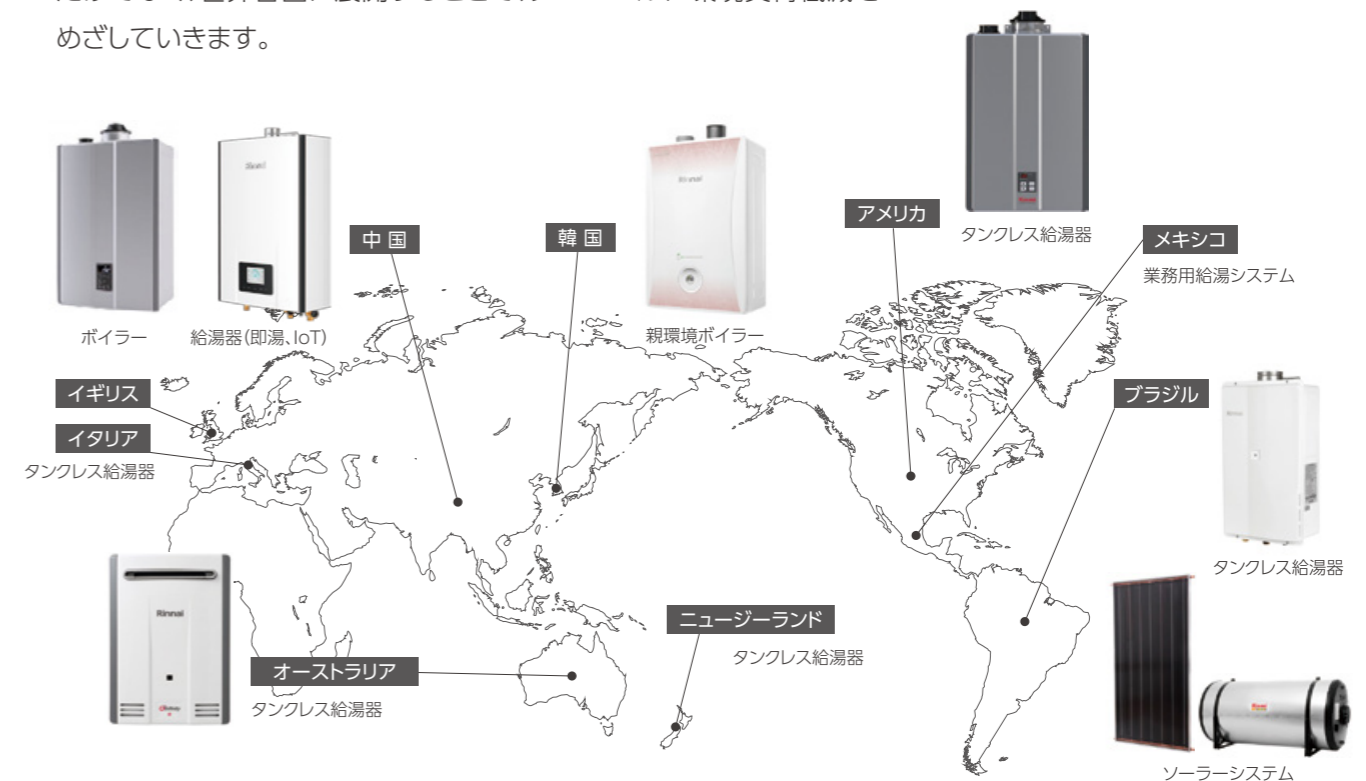 めざしていきます。
タンクレス給湯器
アメリカ
メキシコ
業務用給湯システム
中国
韓国
ボイラー
給湯器(即湯、IoT)
Rinnai
親環境ボイラー
イギリス
イタリア
タンクレス給湯器
ブラジル
タンクレス給湯器
Rinnai
オーストラリア
タンクレス給湯器
ニュージーランド
タンクレス給湯器
ソーラーシステム